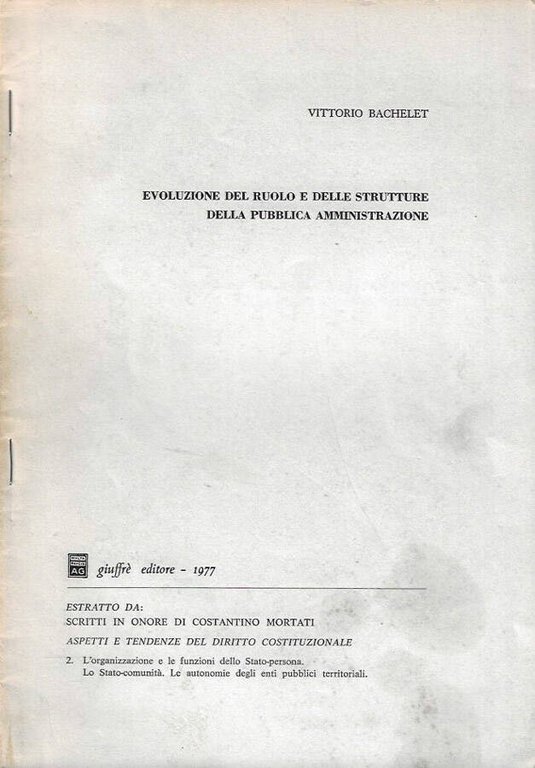 VITTORIO BACHELET
EVOLUZIONE DEL RUOLO E DELLE STRUTTURE
DELLA PUBBLICA AMMINISTRAZIONE
AG
giuffrè editore - 1977
ESTRATTO DA:
SCRITTI IN ONORE DI COSTANTINO MORTATI
ASPETTI E TENDENZE DEL DIRITTO COSTITUZIONALE
2. L'organizzazione e le funzioni dello Stato-persona.
Lo Stato-comunità. Le autonomie degli enti pubblici territoriali.